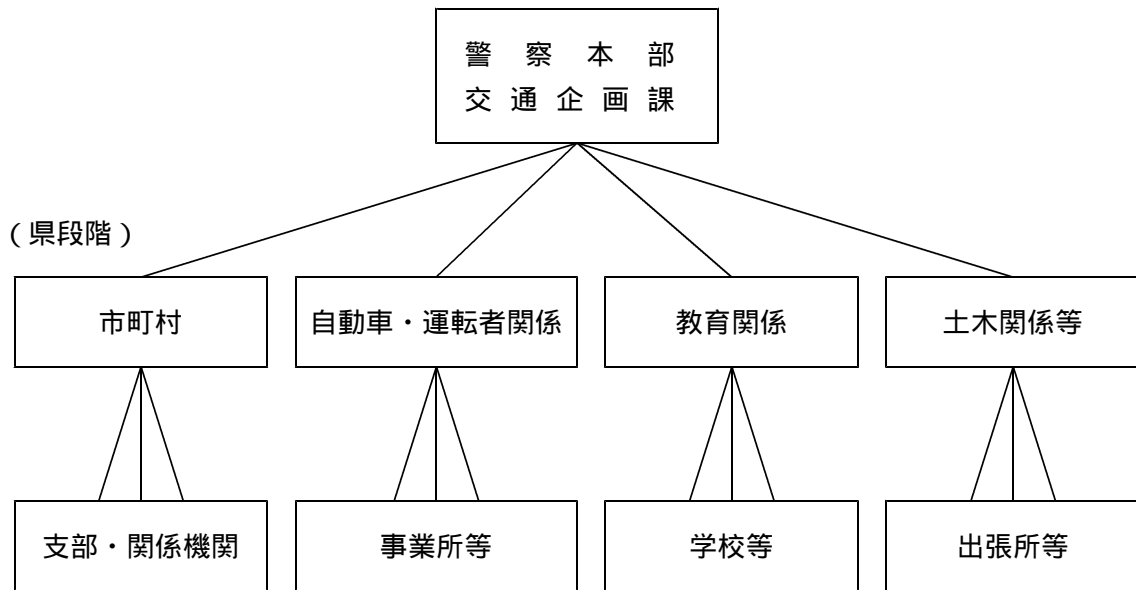 警察本部
交通企画課
（県段階）
市町村
自動車・運転者関係
教育関係
土木関係等
支部・関係機関
事業所等
学校等
出張所等